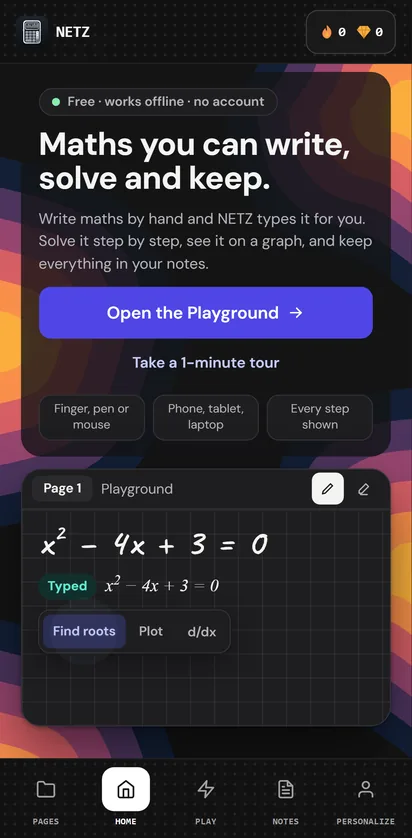 NETZ
0 0
Free · works offline · no account
Maths you can write,
solve and keep.
Write maths by hand and NETZ types it for you.
Solve it step by step, see it on a graph, and keep
everything in your notes.
Open the Playground →
Take a 1-minute tour
Finger, pen or
mouse
Phone, tablet,
laptop
Every step
shown
Page 1 Playground
x² − 4x + 3 = 0
Typed x² − 4x + 3 = 0
Find roots Plot d/dx
PAGES HOME PLAY NOTES PERSONALIZE